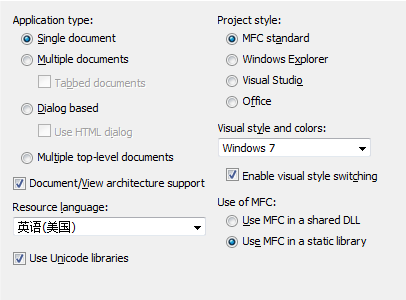 Application type:
Single document
Multiple documents
Tabbed documents
Dialog based
Use HTML dialog
Multiple top-level documents
Document/View architecture support
Resource language:
英语(美国)
Use Unicode libraries
Project style:
MFC standard
Windows Explorer
Visual Studio
Office
Visual style and colors:
Windows 7
Enable visual style switching
Use of MFC:
Use MFC in a shared DLL
Use MFC in a static library